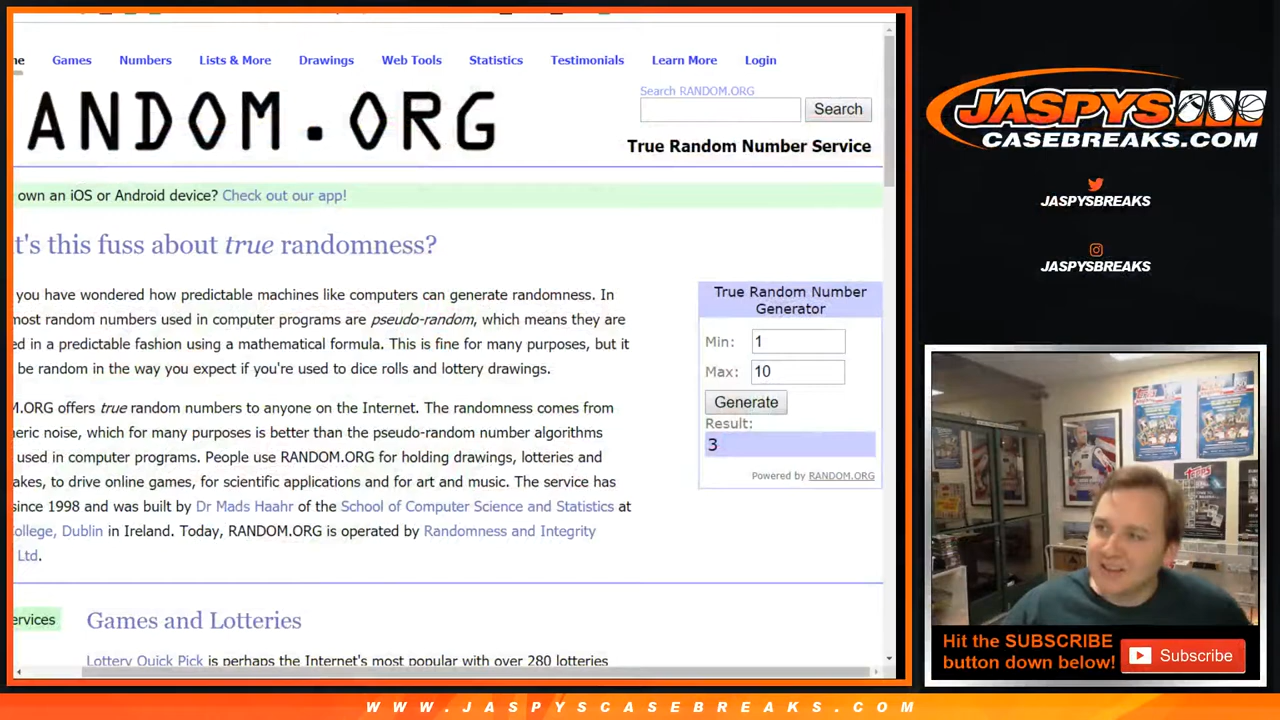 ne
Games
Numbers
Lists & More
Drawings
Web Tools
Statistics
Testimonials
Learn More
Login
ANDOM.ORG
Search RANDOM.ORG
Search
True Random Number Service
own an iOS or Android device? Check out our app!
t's this fuss about true randomness?
you have wondered how predictable machines like computers can generate randomness. In
most random numbers used in computer programs are pseudo-random, which means they are
ed in a predictable fashion using a mathematical formula. This is fine for many purposes, but it
be random in the way you expect if you're used to dice rolls and lottery drawings.
M.ORG offers true random numbers to anyone on the Internet. The randomness comes from
neric noise, which for many purposes is better than the pseudo-random number algorithms
used in computer programs. People use RANDOM.ORG for holding drawings, lotteries and
akes, to drive online games, for scientific applications and for art and music. The service has
since 1998 and was built by Dr Mads Haahr of the School of Computer Science and Statistics at
ollege, Dublin in Ireland. Today, RANDOM.ORG is operated by Randomness and Integrity
Ltd.
True Random Number
Generator
Min: 1
Max: 10
Generate
Result:
3
Powered by RANDOM.ORG
ervices
Games and Lotteries
Lottery Quick Pick is perhaps the Internet's most popular with over 280 lotteries
JASPYS
CASEBREAKS.COM
JASPYSBREAKS
JASPYSBREAKS
Topps
Hit the SUBSCRIBE
button down below!
Subscribe
WWW.JASPYSCASEBREAKS.COM